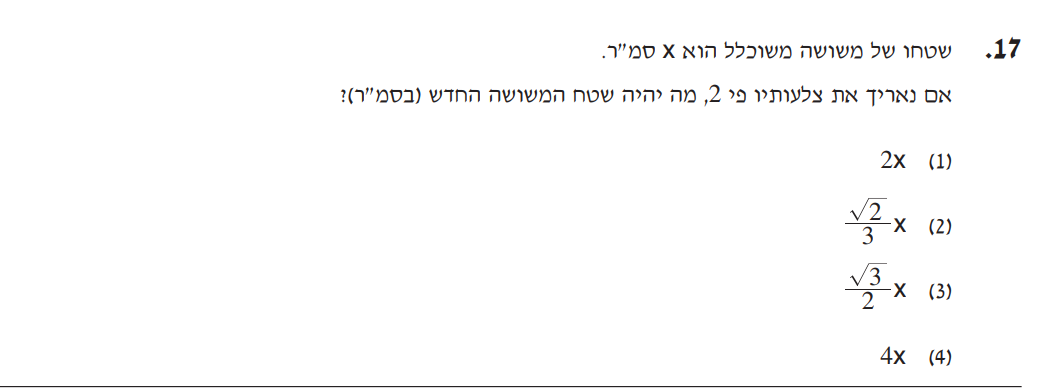 17. שטחו של משושה משוכלל הוא x סמ"ר.
אם נאריך את צלעותיו פי 2, מה יהיה שטח המשושה החדש (בסמ"ר)?
(1) 2x
(2) $\frac{\sqrt{2}}{3}x$
(3) $\frac{\sqrt{3}}{2}x$
(4) 4x